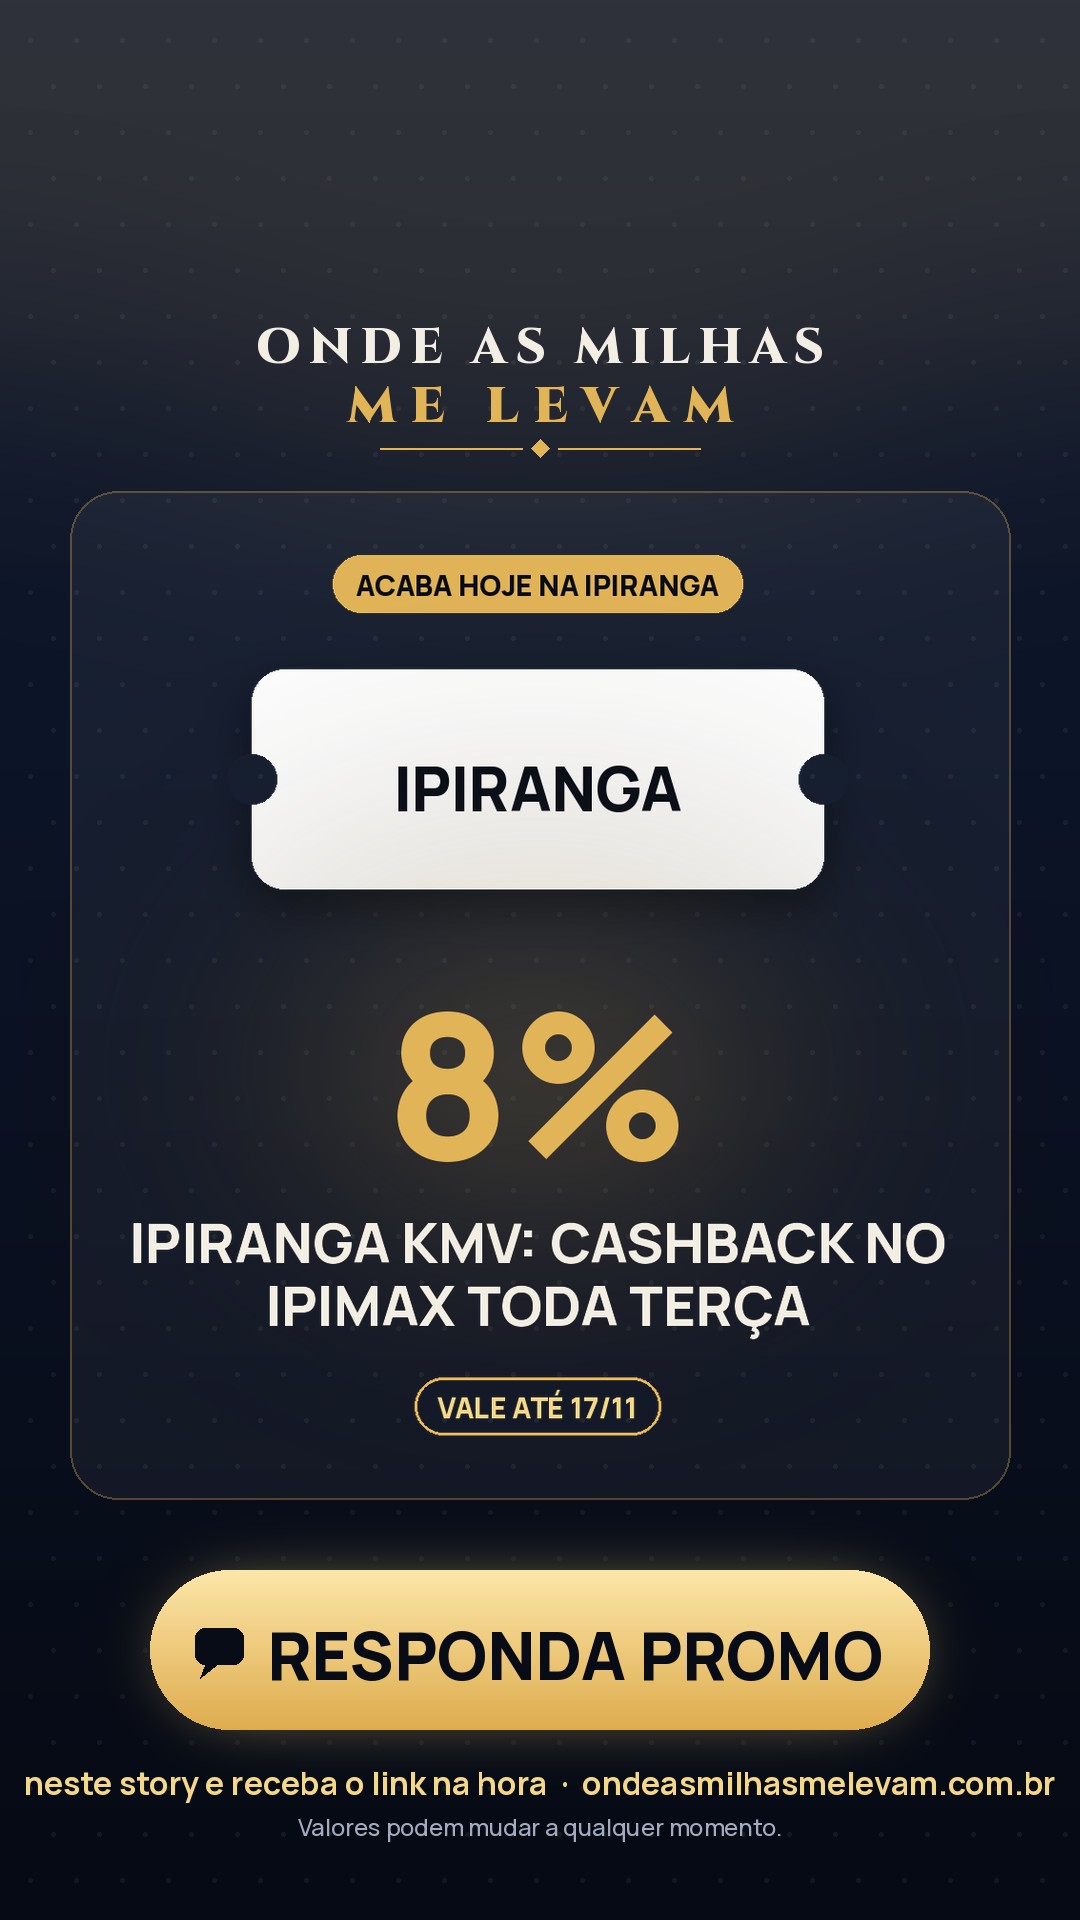 ONDE AS MILHAS
ME LEVAM
ACABA HOJE NA IPIRANGA
IPIRANGA
8%
IPIRANGA KMV: CASHBACK NO
IPIMAX TODA TERÇA
VALE ATÉ 17/11
RESPONDA PROMO
neste story e receba o link na hora · ondeasmilhasmelevam.com.br
Valores podem mudar a qualquer momento.